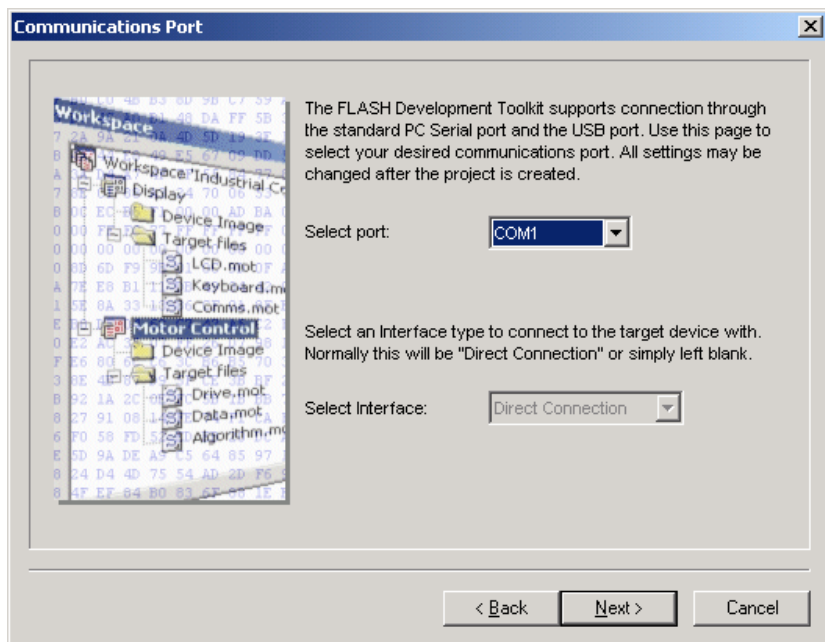 Communications Port
The FLASH Development Toolkit supports connection through
the standard PC Serial port and the USB port. Use this page to
select your desired communications port. All settings may be
changed after the project is created.
Select port:
COM1
Select an Interface type to connect to the target device with.
Normally this will be "Direct Connection" or simply left blank.
Select Interface:
Direct Connection
Workspace
Workspace 'Industrial
Display
Device Image
Target files
LCD.mot
Keyboard.m
Comms.mot
Motor Control
Device Image
Target files
Drive.mot
Data.mot
Algorithm.mo
< Back
Next >
Cancel